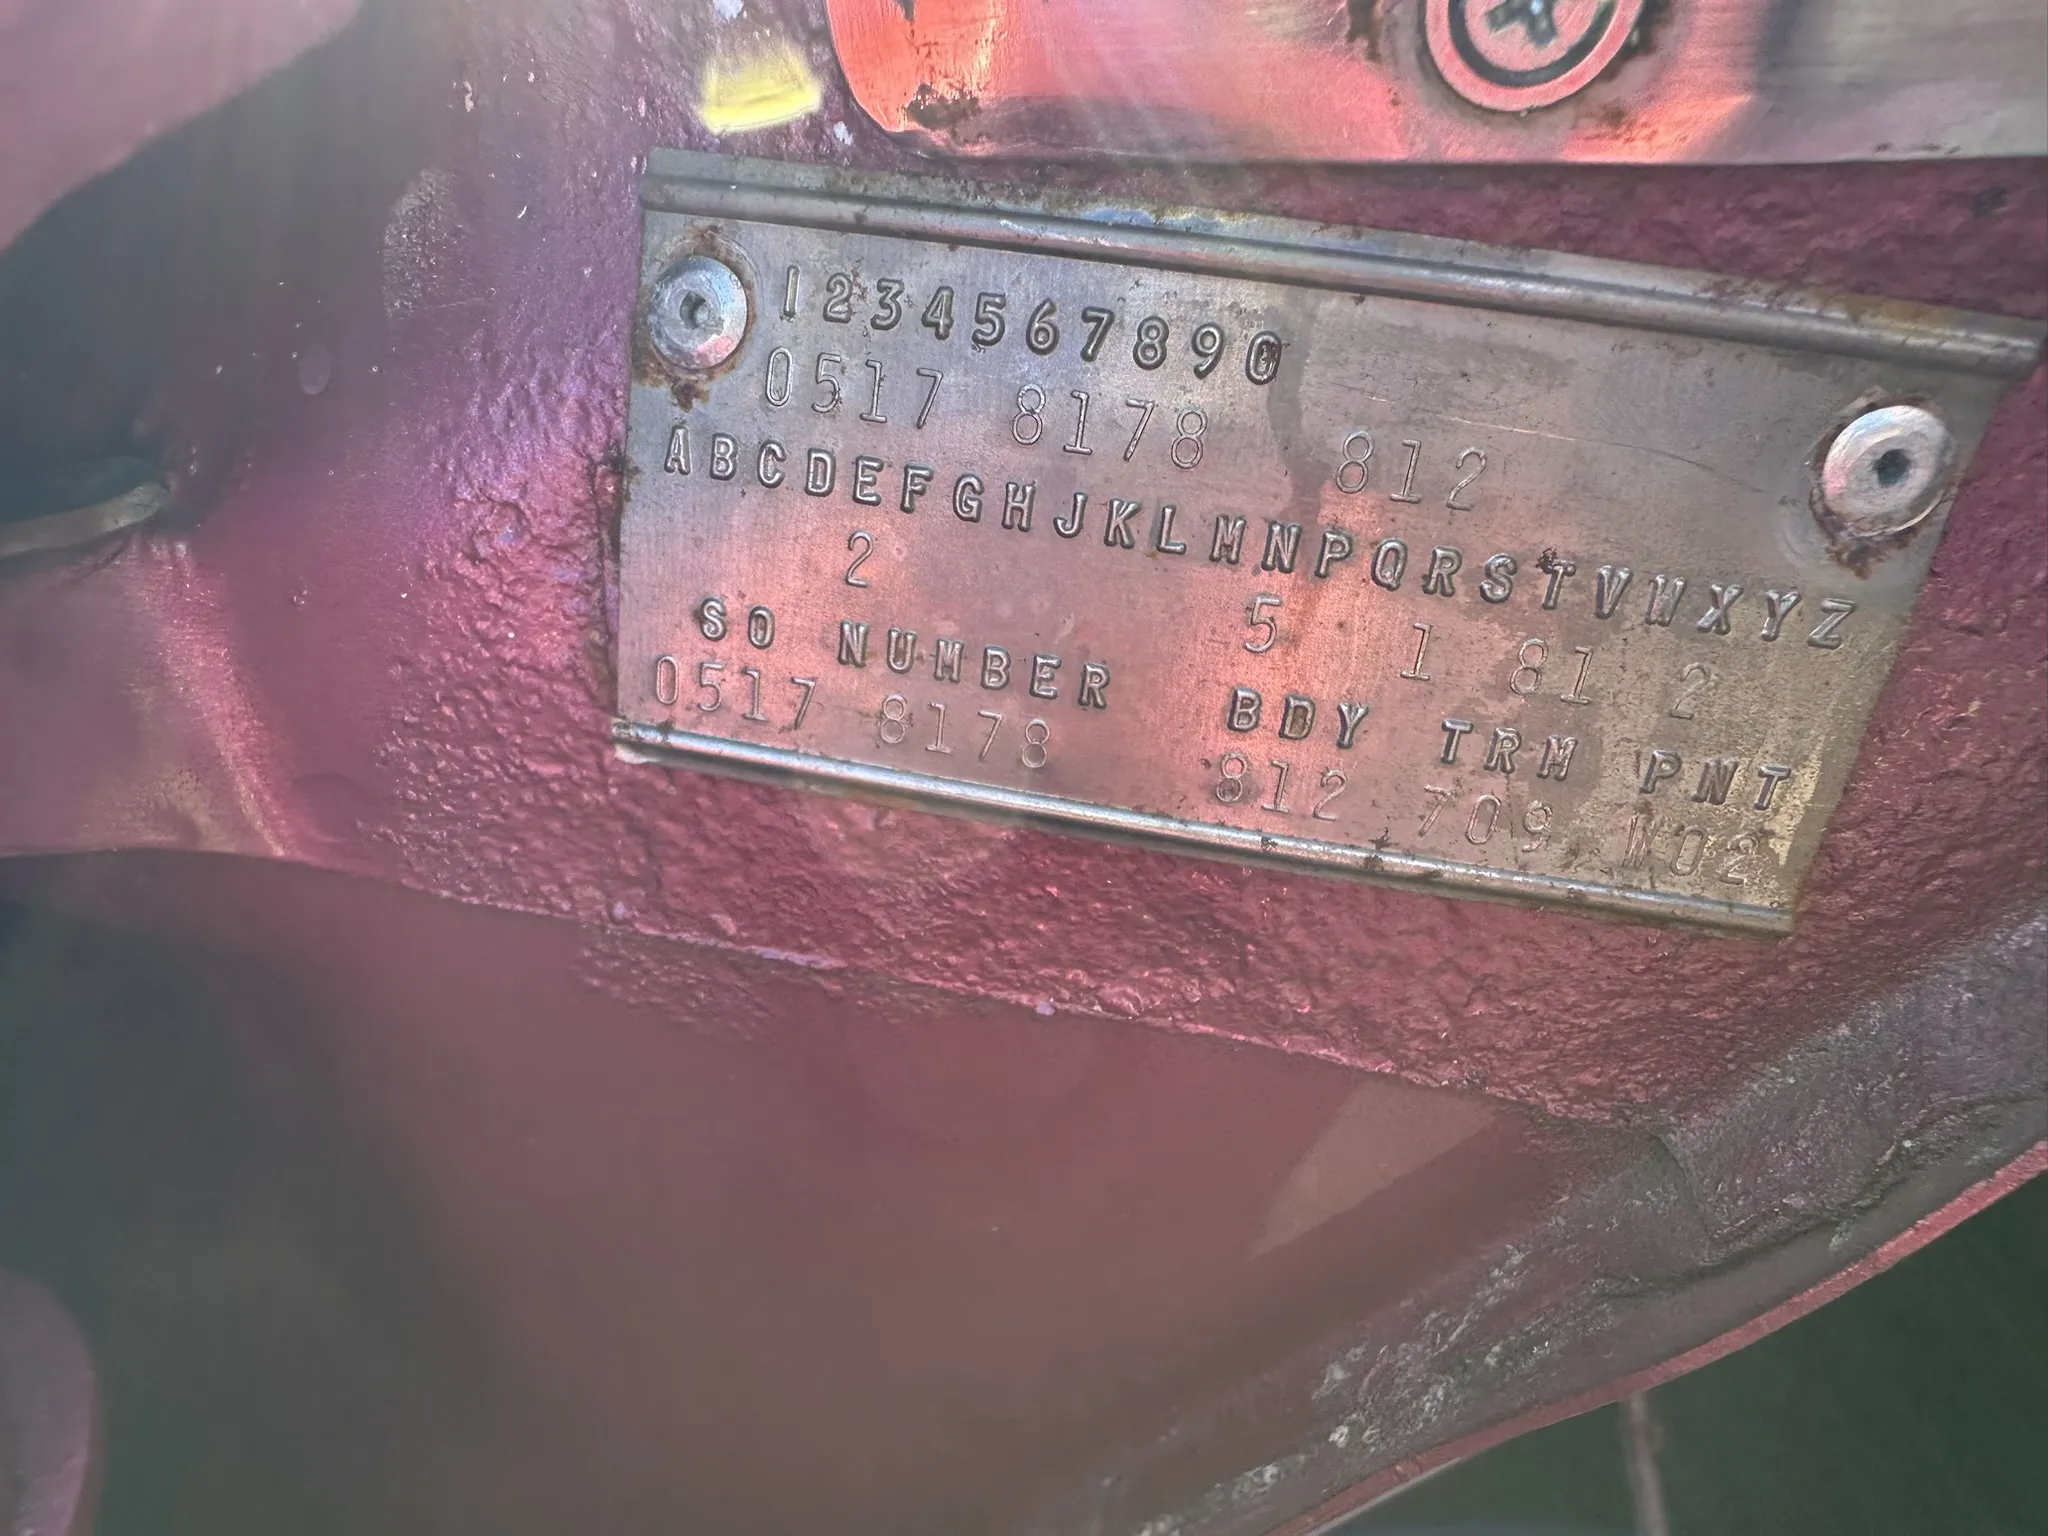 1234567890
0517 8178 812
ABCDEFGHJKLMNPQRSTVWXYZ
2 5 1 81 2
SO NUMBER BDY TRM PNT
0517 8178 812 709 W02